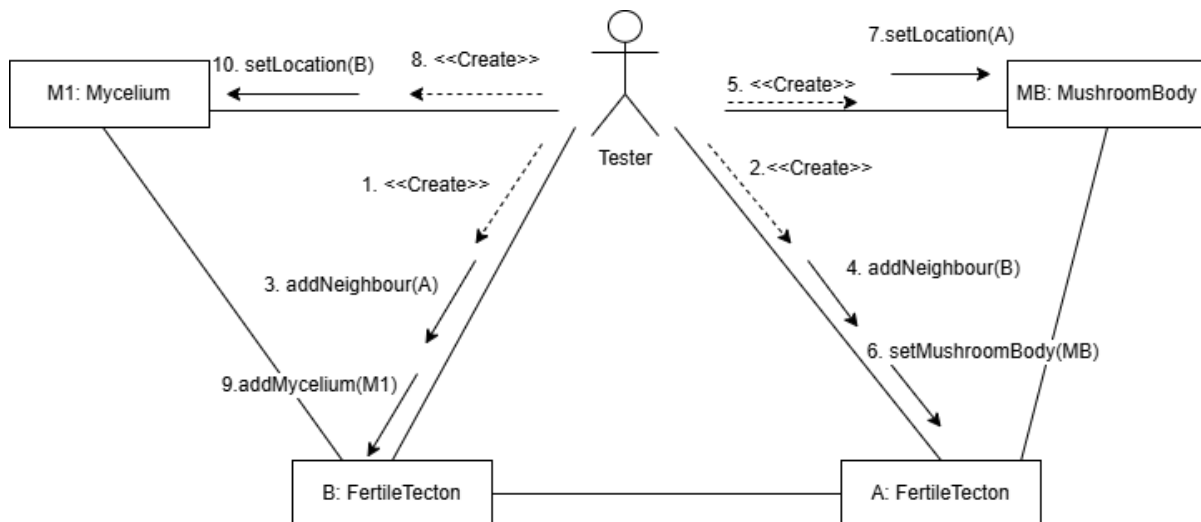 7.setLocation(A)
10. setLocation(B)
8. <<Create>>
5. <<Create>>
M1: Mycelium
MB: MushroomBody
Tester
1. <<Create>>
2.<<Create>>
3. addNeighbour(A)
4. addNeighbour(B)
6. setMushroomBody(MB)
9.addMycelium(M1)
B: FertileTecton
A: FertileTecton